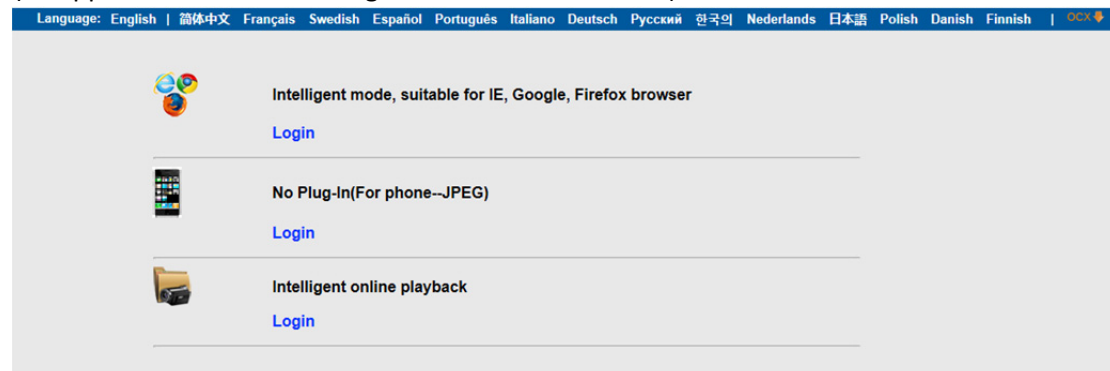 Language: English | 简体中文 Français Swedish Español Português Italiano Deutsch Русский 한국의 Nederlands 日本語 Polish Danish Finnish | OCX
Intelligent mode, suitable for IE, Google, Firefox browser
Login
No Plug-In(For phone--JPEG)
Login
Intelligent online playback
Login